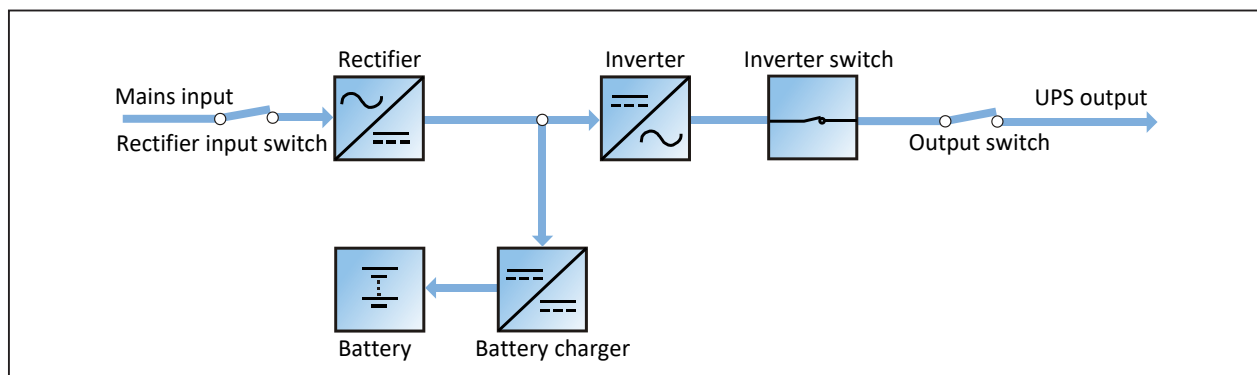 Rectifier
Inverter
Inverter switch
Mains input
UPS output
Rectifier input switch
Output switch
Battery
Battery charger